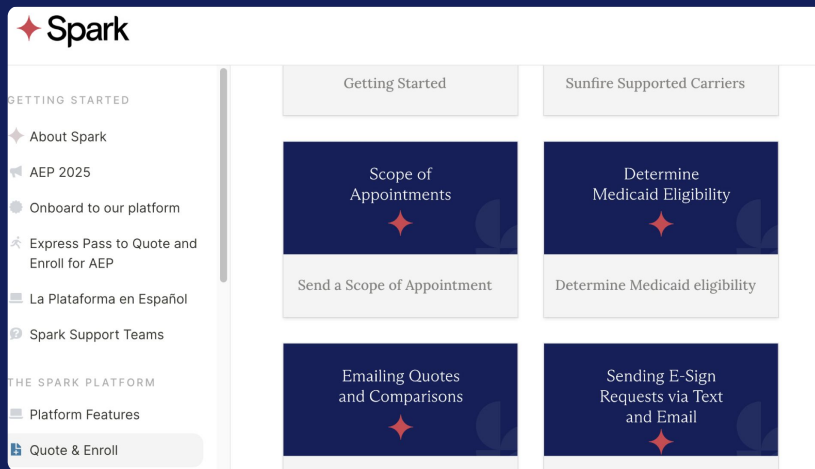 Spark
GETTING STARTED
About Spark
AEP 2025
Onboard to our platform
Express Pass to Quote and
Enroll for AEP
La Plataforma en Español
Spark Support Teams
THE SPARK PLATFORM
Platform Features
Quote & Enroll
Getting Started
Sunfire Supported Carriers
Scope of
Appointments
Send a Scope of Appointment
Determine
Medicaid Eligibility
Determine Medicaid eligibility
Emailing Quotes
and Comparisons
Sending E-Sign
Requests via Text
and Email